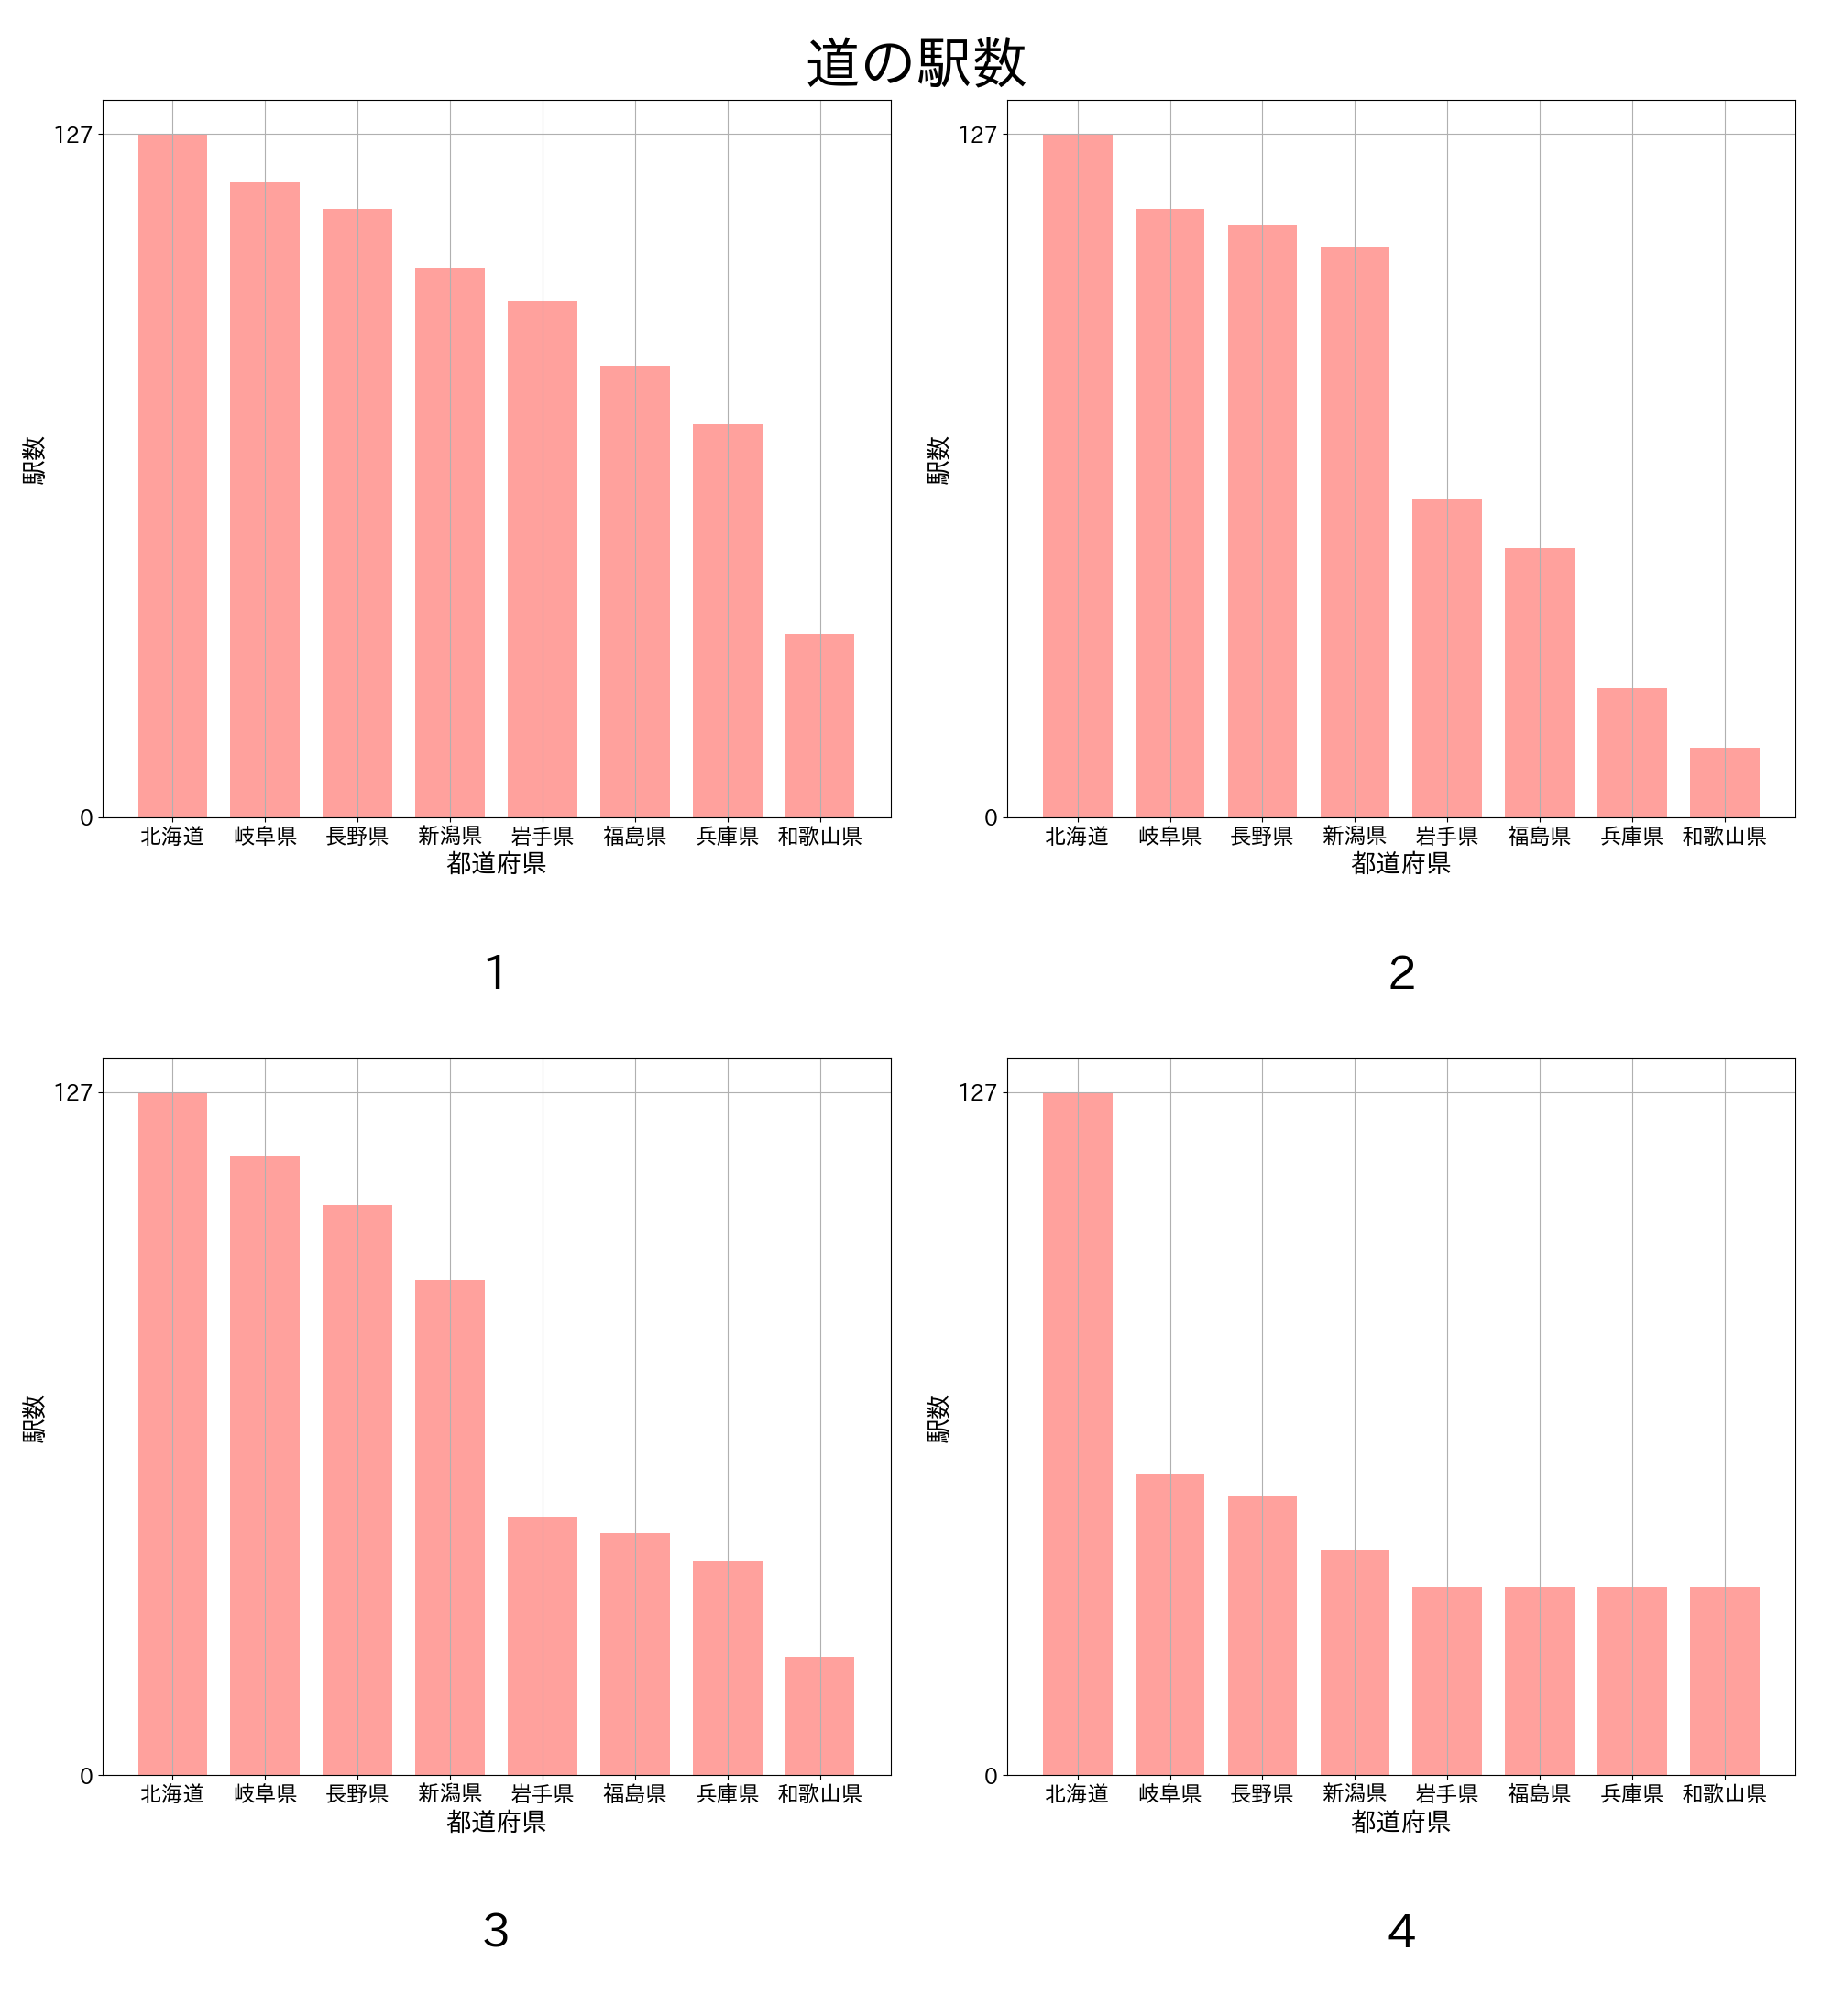 道の駅数
127
0
駅数
北海道 岐阜県 長野県 新潟県 岩手県 福島県 兵庫県 和歌山県
都道府県
1
127
0
駅数
北海道 岐阜県 長野県 新潟県 岩手県 福島県 兵庫県 和歌山県
都道府県
2
127
0
駅数
北海道 岐阜県 長野県 新潟県 岩手県 福島県 兵庫県 和歌山県
都道府県
3
127
0
駅数
北海道 岐阜県 長野県 新潟県 岩手県 福島県 兵庫県 和歌山県
都道府県
4